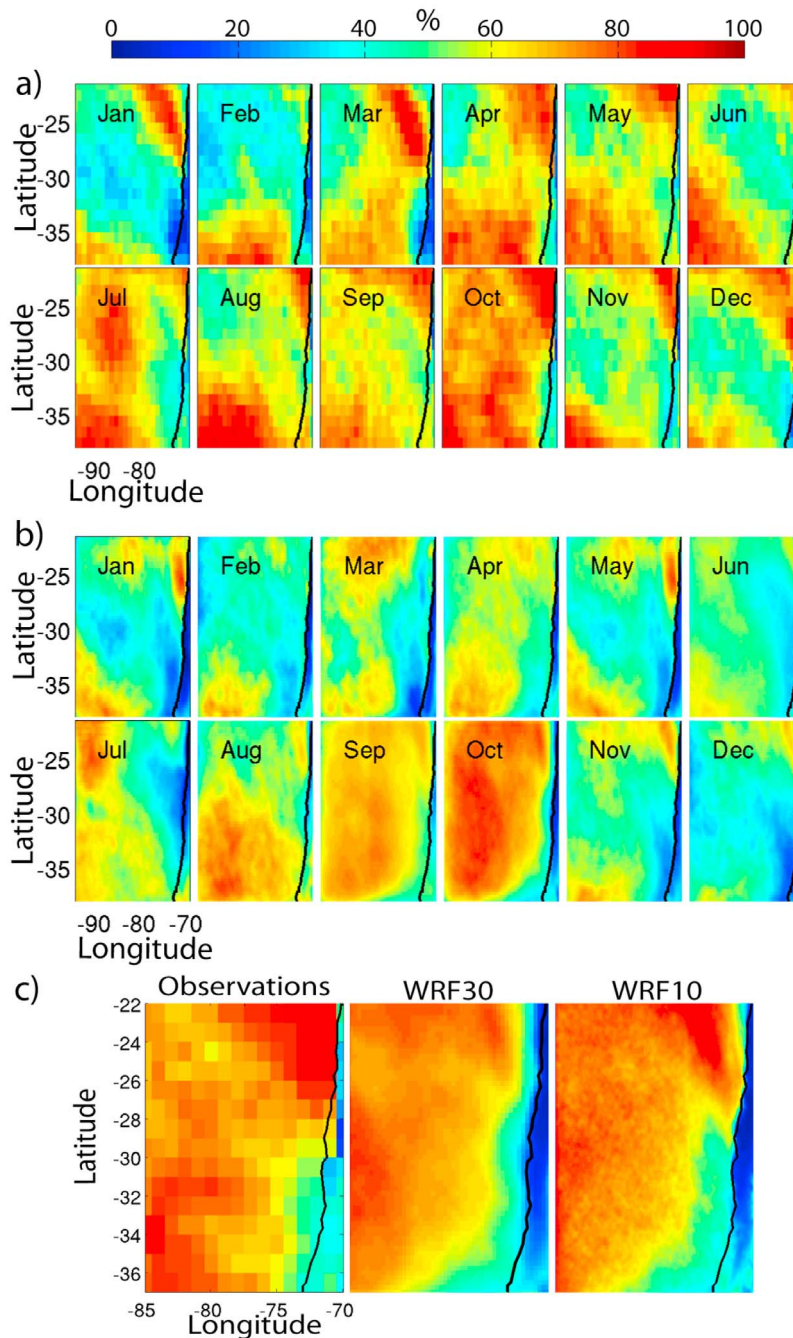 0 20 40 % 60 80 100
a)
Latitude
-25
-30
-35
Jan Feb Mar Apr May Jun
Latitude
-25
-30
-35
Jul Aug Sep Oct Nov Dec
-90 -80
Longitude
b)
Latitude
-25
-30
-35
Jan Feb Mar Apr May Jun
Latitude
-25
-30
-35
Jul Aug Sep Oct Nov Dec
-90 -80 -70
Longitude
c)
Observations WRF30 WRF10
Latitude
-22
-24
-26
-28
-30
-32
-34
-36
-85 -80 -75 -70
Longitude